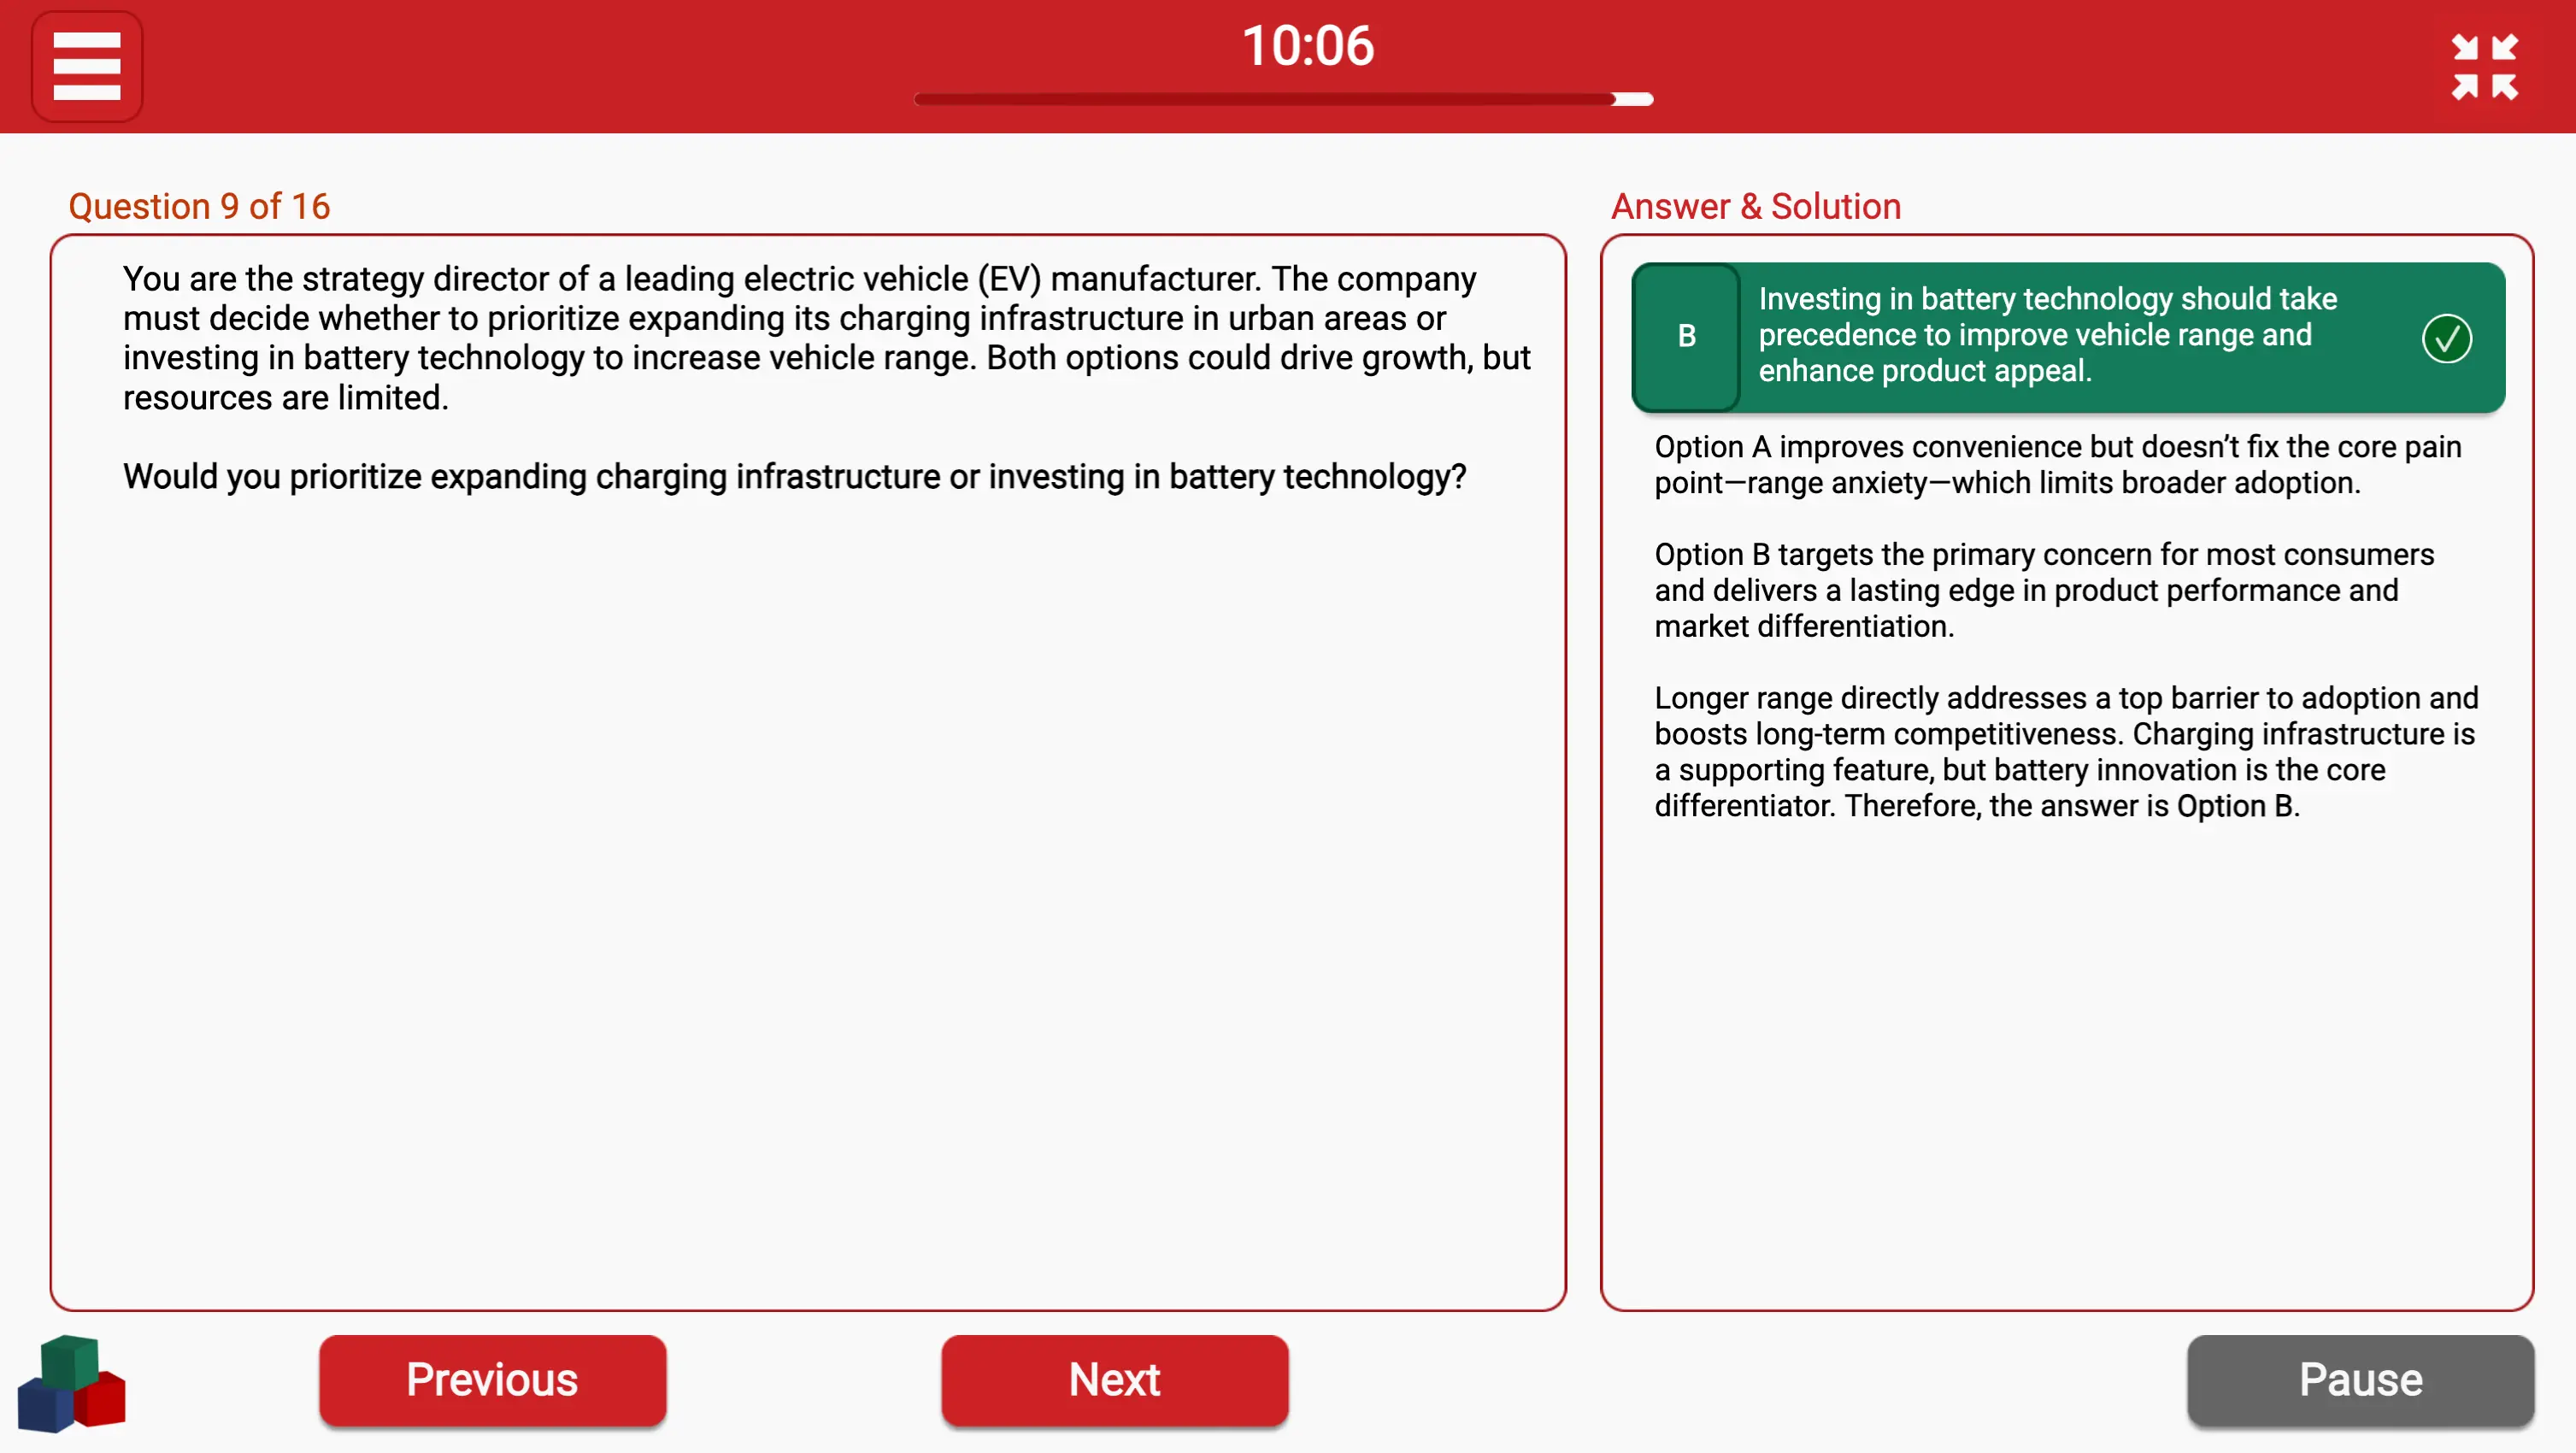 10:06
Question 9 of 16
You are the strategy director of a leading electric vehicle (EV) manufacturer. The company
must decide whether to prioritize expanding its charging infrastructure in urban areas or
investing in battery technology to increase vehicle range. Both options could drive growth, but
resources are limited.
Would you prioritize expanding charging infrastructure or investing in battery technology?
Answer & Solution
B
Investing in battery technology should take
precedence to improve vehicle range and
enhance product appeal.
Option A improves convenience but doesn’t fix the core pain
point—range anxiety—which limits broader adoption.
Option B targets the primary concern for most consumers
and delivers a lasting edge in product performance and
market differentiation.
Longer range directly addresses a top barrier to adoption and
boosts long-term competitiveness. Charging infrastructure is
a supporting feature, but battery innovation is the core
differentiator. Therefore, the answer is Option B.
Previous
Next
Pause